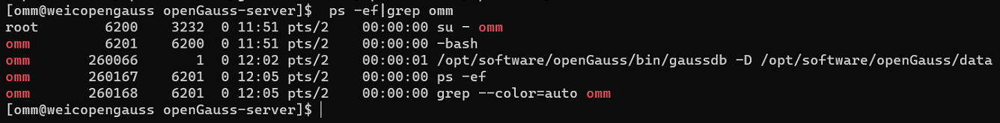 [omm@weicopengauss openGauss-server]$  ps -ef|grep omm
root        6200    3232  0 11:51 pts/2    00:00:00 su - omm
omm         6201    6200  0 11:51 pts/2    00:00:00 -bash
omm       260066       1  0 12:02 pts/2    00:00:01 /opt/software/openGauss/bin/gaussdb -D /opt/software/openGauss/data
omm       260167    6201  0 12:05 pts/2    00:00:00 ps -ef
omm       260168    6201  0 12:05 pts/2    00:00:00 grep --color=auto omm
[omm@weicopengauss openGauss-server]$